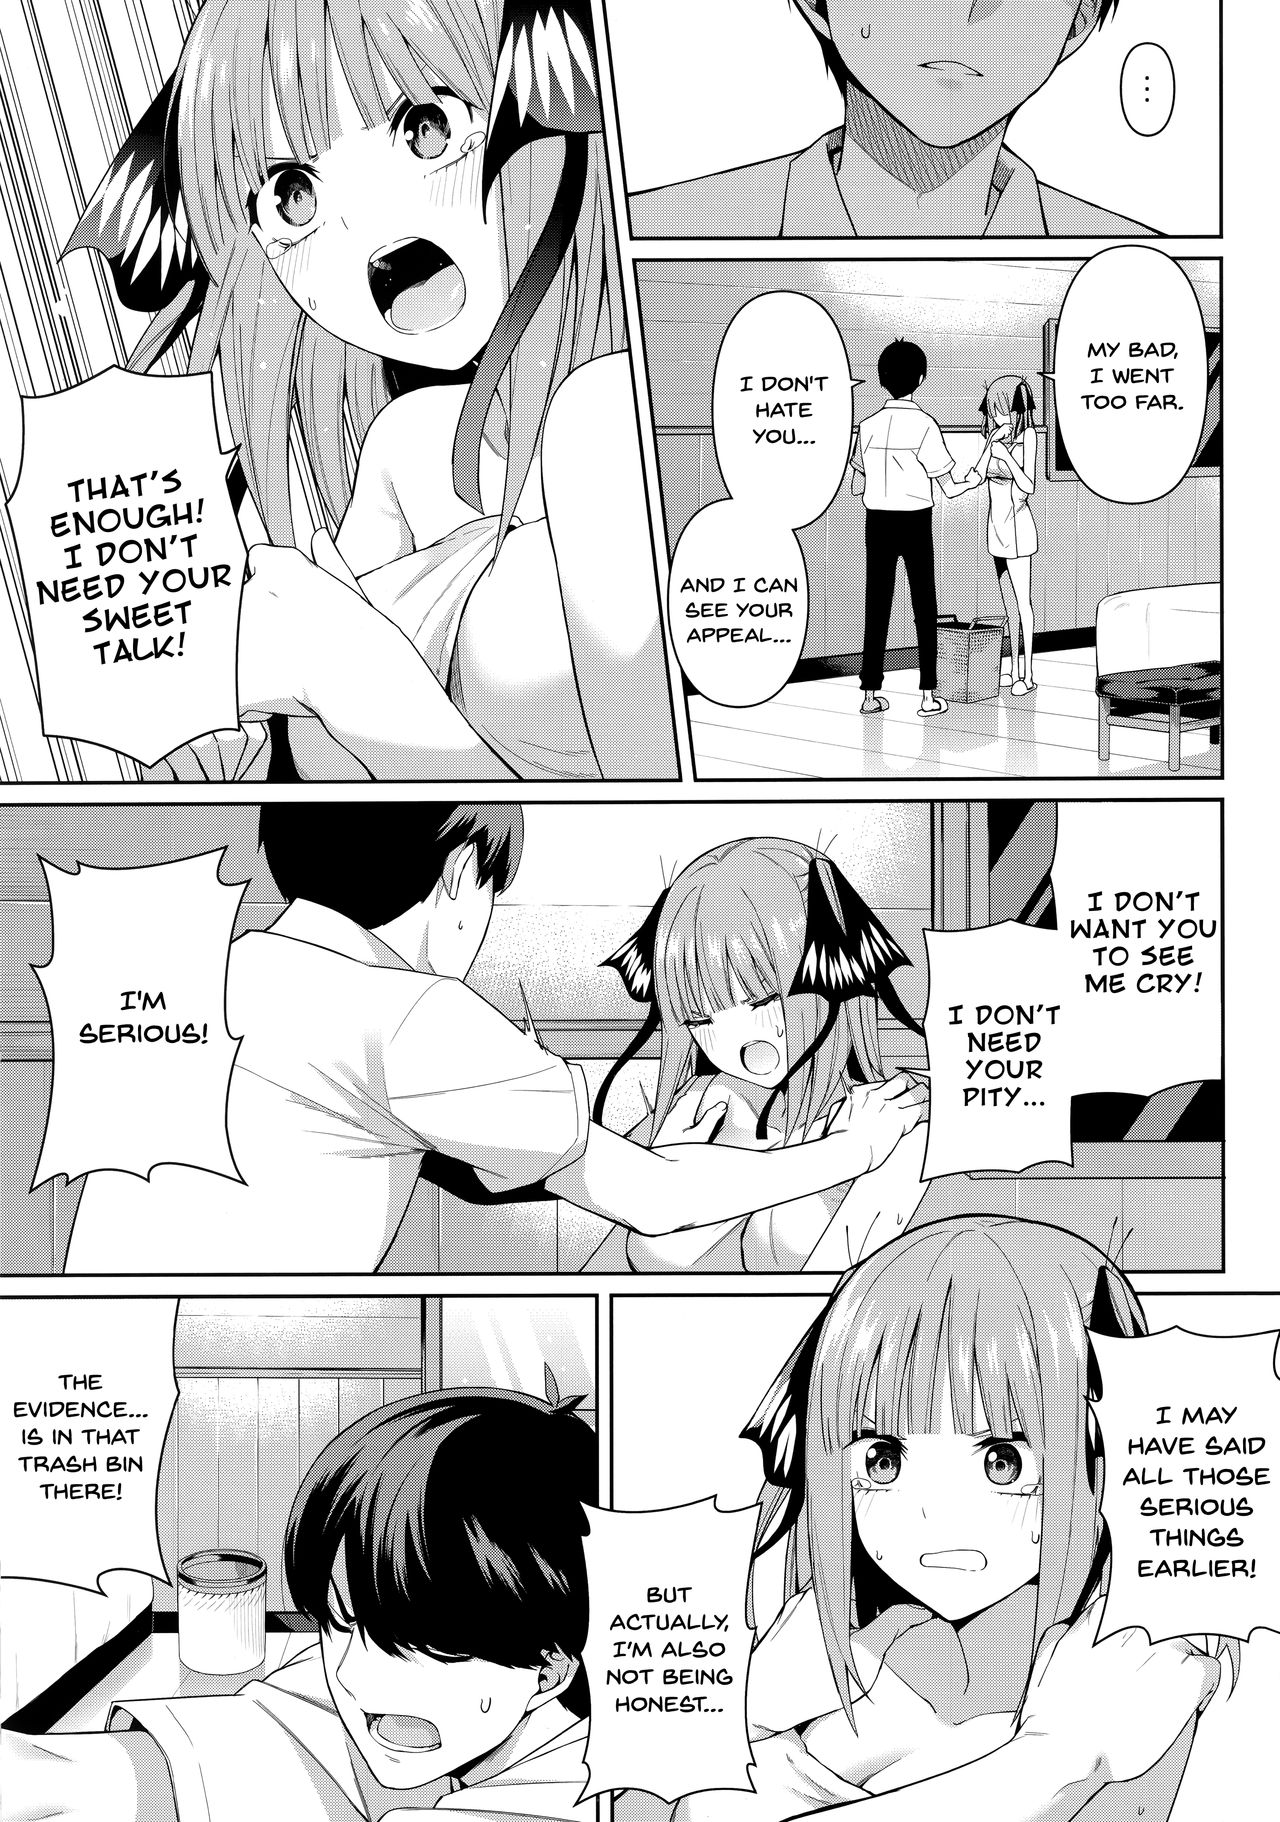 ...
MY BAD,
I WENT
TOO FAR.
I DON'T
HATE
YOU...
AND I CAN
SEE YOUR
APPEAL...
THAT'S
ENOUGH!
I DON'T
NEED YOUR
SWEET
TALK!
I DON'T
WANT YOU
TO SEE
ME CRY!
I DON'T
NEED
YOUR
PITY...
I'M
SERIOUS!
I MAY
HAVE SAID
ALL THOSE
SERIOUS
THINGS
EARLIER!
BUT
ACTUALLY,
I'M ALSO
NOT BEING
HONEST...
THE
EVIDENCE...
IS IN THAT
TRASH BIN
THERE!